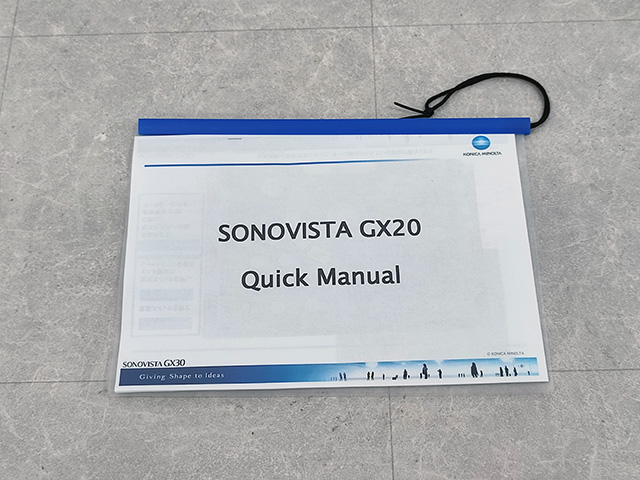 KONICA MINOLTA
SONOVISTA GX20
Quick Manual
© KONICA MINOLTA
SONOVISTA GX30
Giving Shape to Ideas